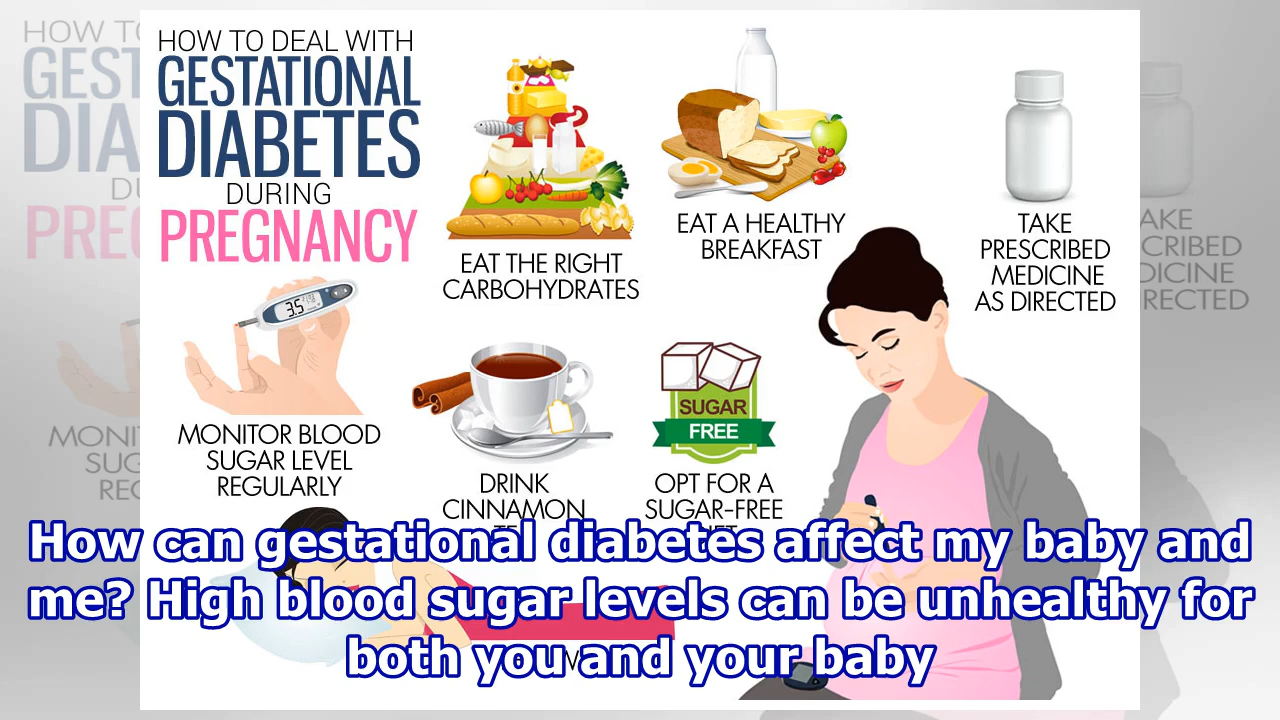 HOW TO DEAL WITH
GESTATIONAL
DIABETES
DURING
PREGNANCY
EAT THE RIGHT
CARBOHYDRATES
EAT A HEALTHY
BREAKFAST
TAKE
PRESCRIBED
MEDICINE
AS DIRECTED
3.5
MONITOR BLOOD
SUGAR LEVEL
REGULARLY
DRINK
CINNAMON
SUGAR
FREE
OPT FOR A
SUGAR-FREE
How can gestational diabetes affect my baby and
me? High blood sugar levels can be unhealthy for
both you and your baby